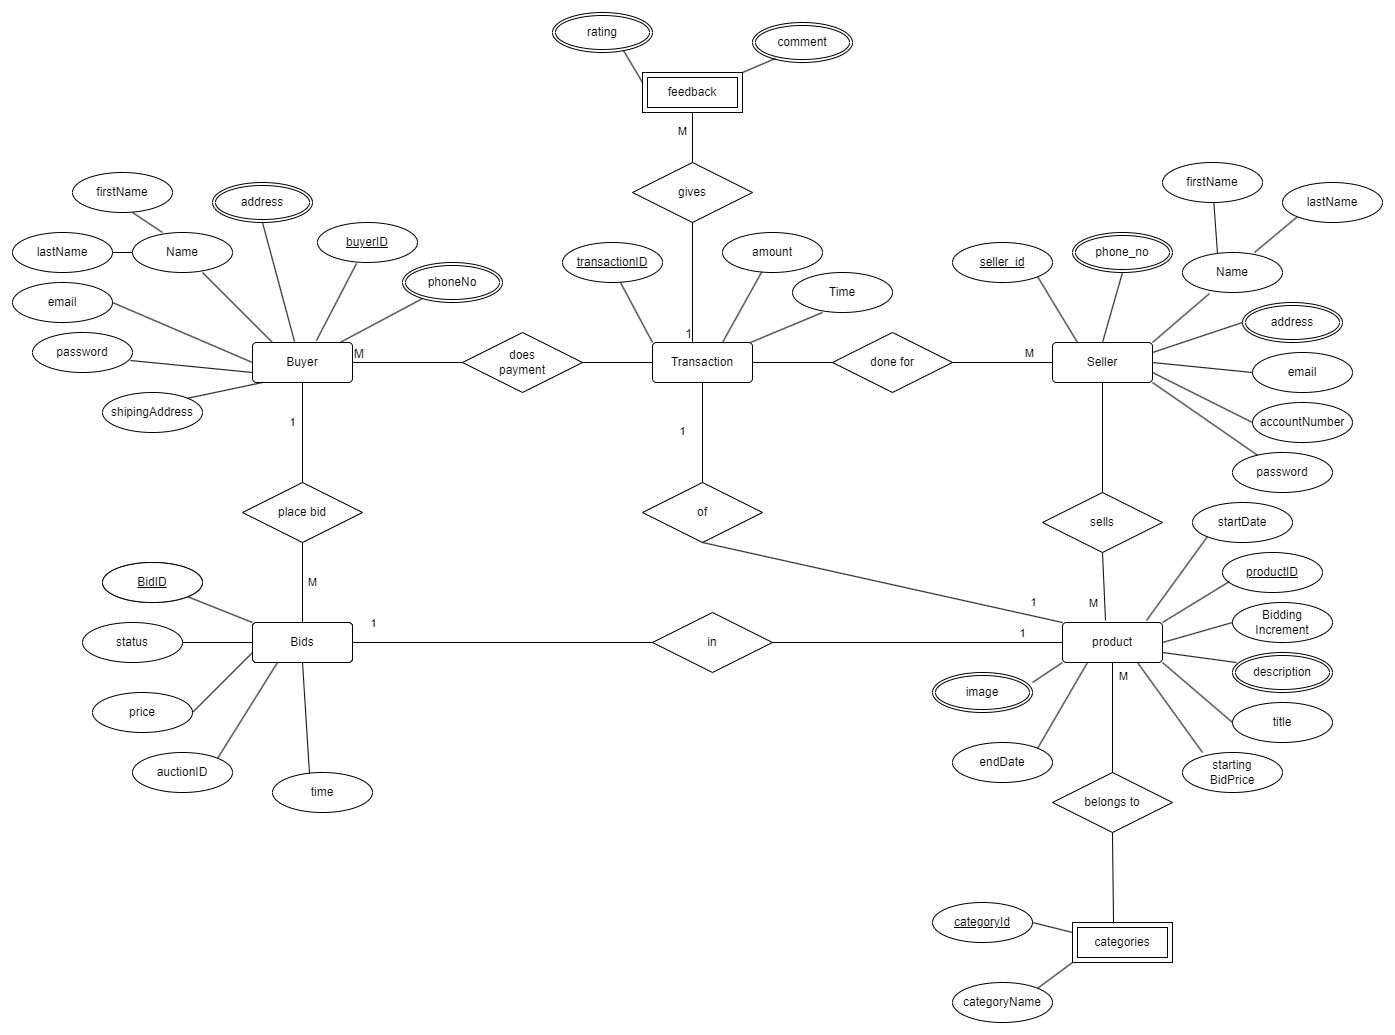 rating
comment
feedback
M
gives
firstName
address
lastName
Name
buyerID
email
phoneNo
password
shipingAddress
Buyer
M
does
payment
transactionID
amount
Time
1
Transaction
done for
M
seller_id
phone_no
firstName
lastName
Name
address
email
accountNumber
password
Seller
1
place bid
M
1
of
1
sells
M
startDate
productID
Bidding
Increment
description
title
starting
BidPrice
BidID
status
price
auctionID
time
Bids
1
in
1
product
image
endDate
M
belongs to
categoryId
categories
categoryName